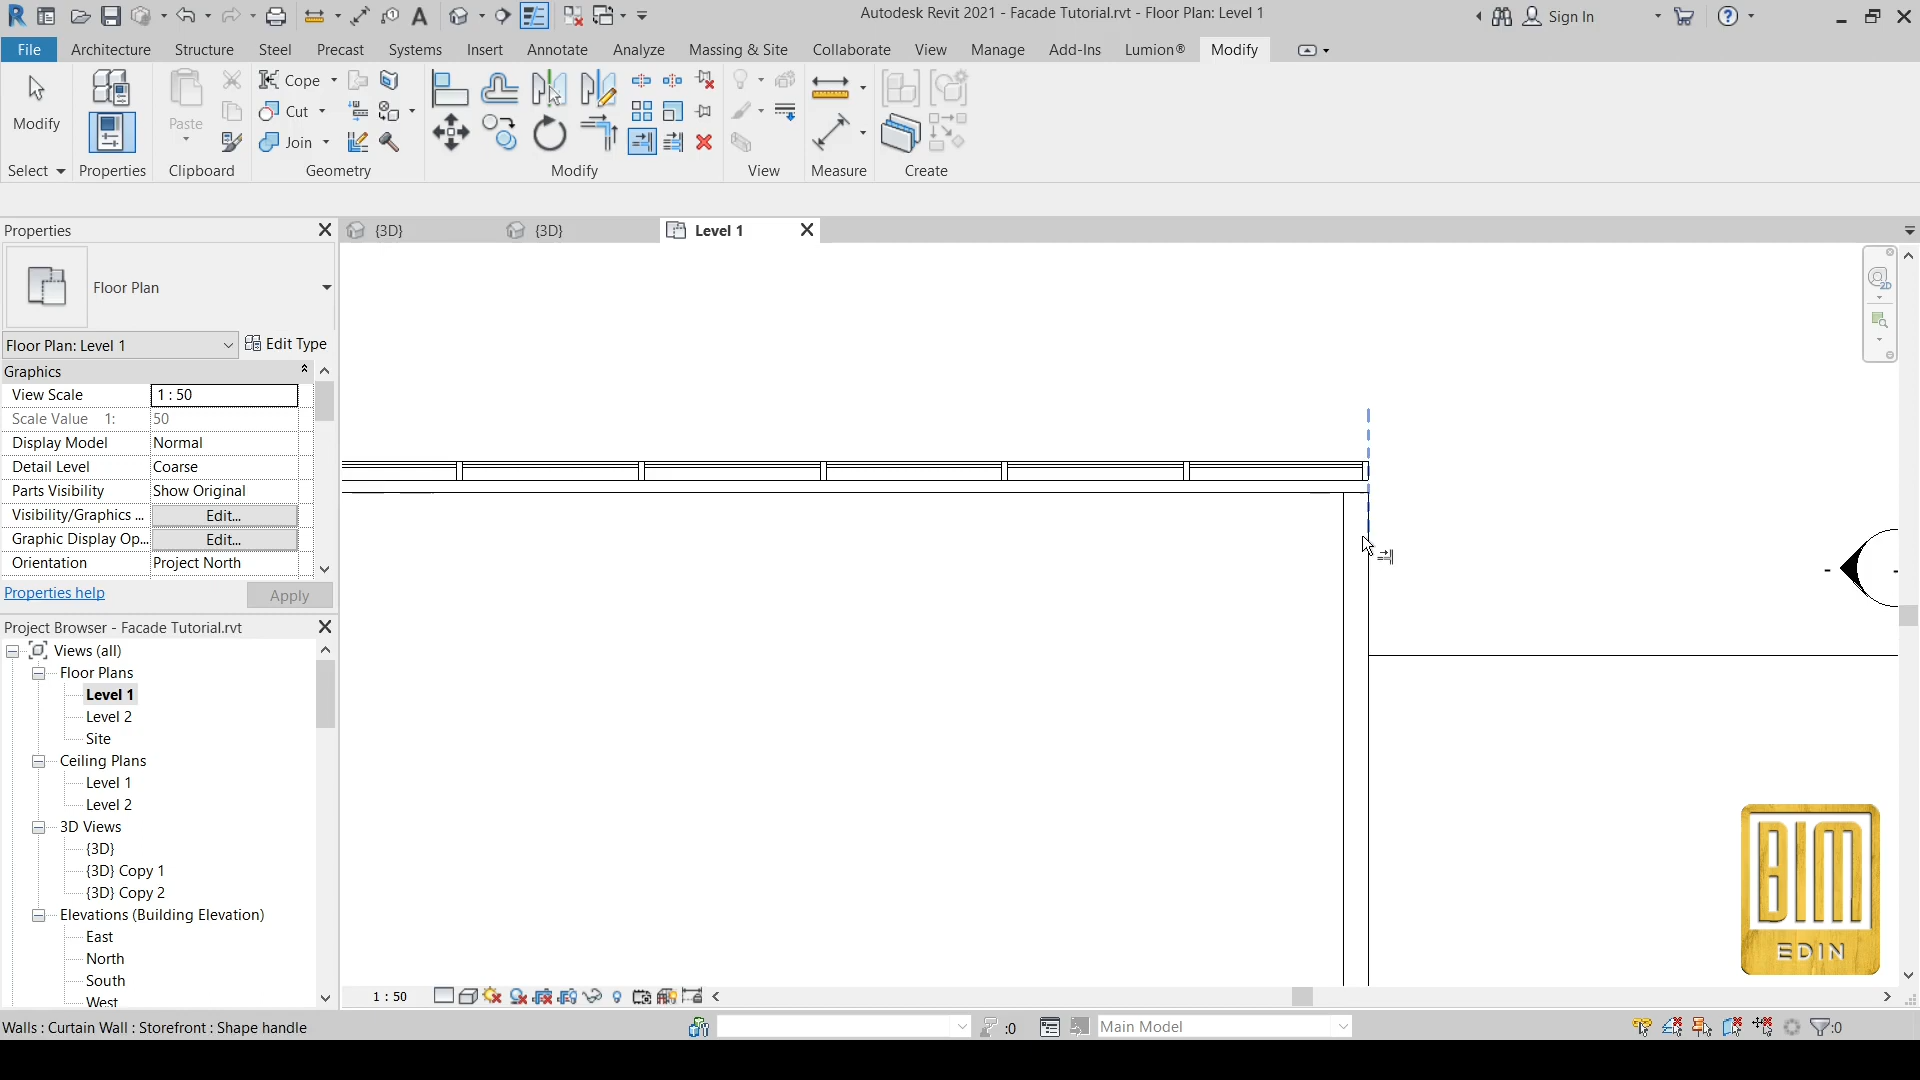 Autodesk Revit 2021 - Facade Tutorial.rvt - Floor Plan: Level 1
Sign In
File Architecture Structure Steel Precast Systems Insert Annotate Analyze Massing & Site Collaborate View Manage Add-Ins Lumion® Modify
Modify
Paste
Cope
Cut
Join
Select Properties Clipboard Geometry Modify View Measure Create
Properties
{3D}
{3D}
Level 1
Floor Plan
Floor Plan: Level 1
Edit Type
Graphics
View Scale 1 : 50
Scale Value 1: 50
Display Model Normal
Detail Level Coarse
Parts Visibility Show Original
Visibility/Graphics ... Edit...
Graphic Display Op... Edit...
Orientation Project North
Properties help
Apply
Project Browser - Facade Tutorial.rvt
Views (all)
Floor Plans
Level 1
Level 2
Site
Ceiling Plans
Level 1
Level 2
3D Views
{3D}
{3D} Copy 1
{3D} Copy 2
Elevations (Building Elevation)
East
North
South
West
2D
BIM
EDIN
1 : 50
Walls : Curtain Wall : Storefront : Shape handle
:0
Main Model
:0